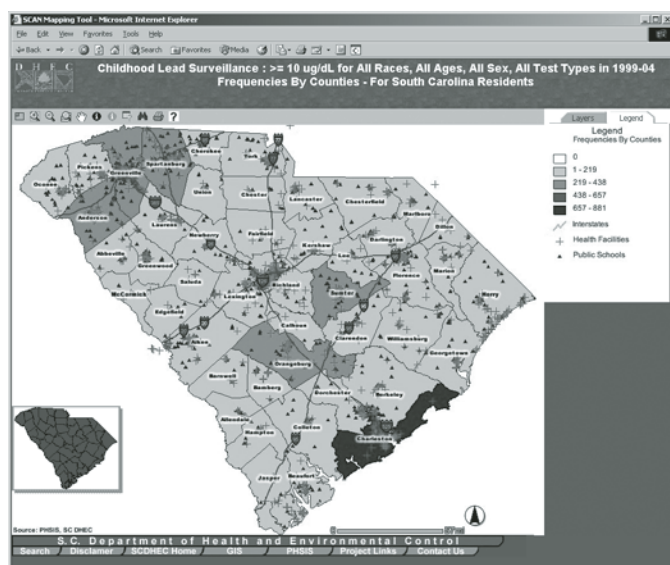 SCAN Mapping Tool - Microsoft Internet Explorer
File Edit View Favorites Tools Help
Back Search Favorites Media
D H E C
Childhood Lead Surveillance : >= 10 ug/dL for All Races, All Ages, All Sex, All Test Types in 1999-04
Frequencies By Counties - For South Carolina Residents
Layers Legend
Legend
Frequencies By Counties
0
1 - 219
219 - 438
438 - 657
657 - 881
Interstates
Health Facilities
Public Schools
Cherokee
Spartanburg
York
Greenville
Pickens
Oconee
Union
Chester
Lancaster
Chesterfield
Marlboro
Anderson
Laurens
Dillon
Newberry
Fairfield
Darlington
Kershaw
Abbeville
Lee
Greenwood
Florence
Marion
Saluda
Richland
McCormick
Lexington
Sumter
Horry
Edgefield
Calhoun
Aiken
Clarendon
Williamsburg
Georgetown
Orangeburg
Barnwell
Bamberg
Dorchester
Berkeley
Allendale
Colleton
Hampton
Charleston
Jasper
Beaufort
Source: PHSIS, SC DHEC
S.C. Department of Health and Environmental Control
Search Disclamer SCDHEC Home GIS PHSIS Project Links Contact Us